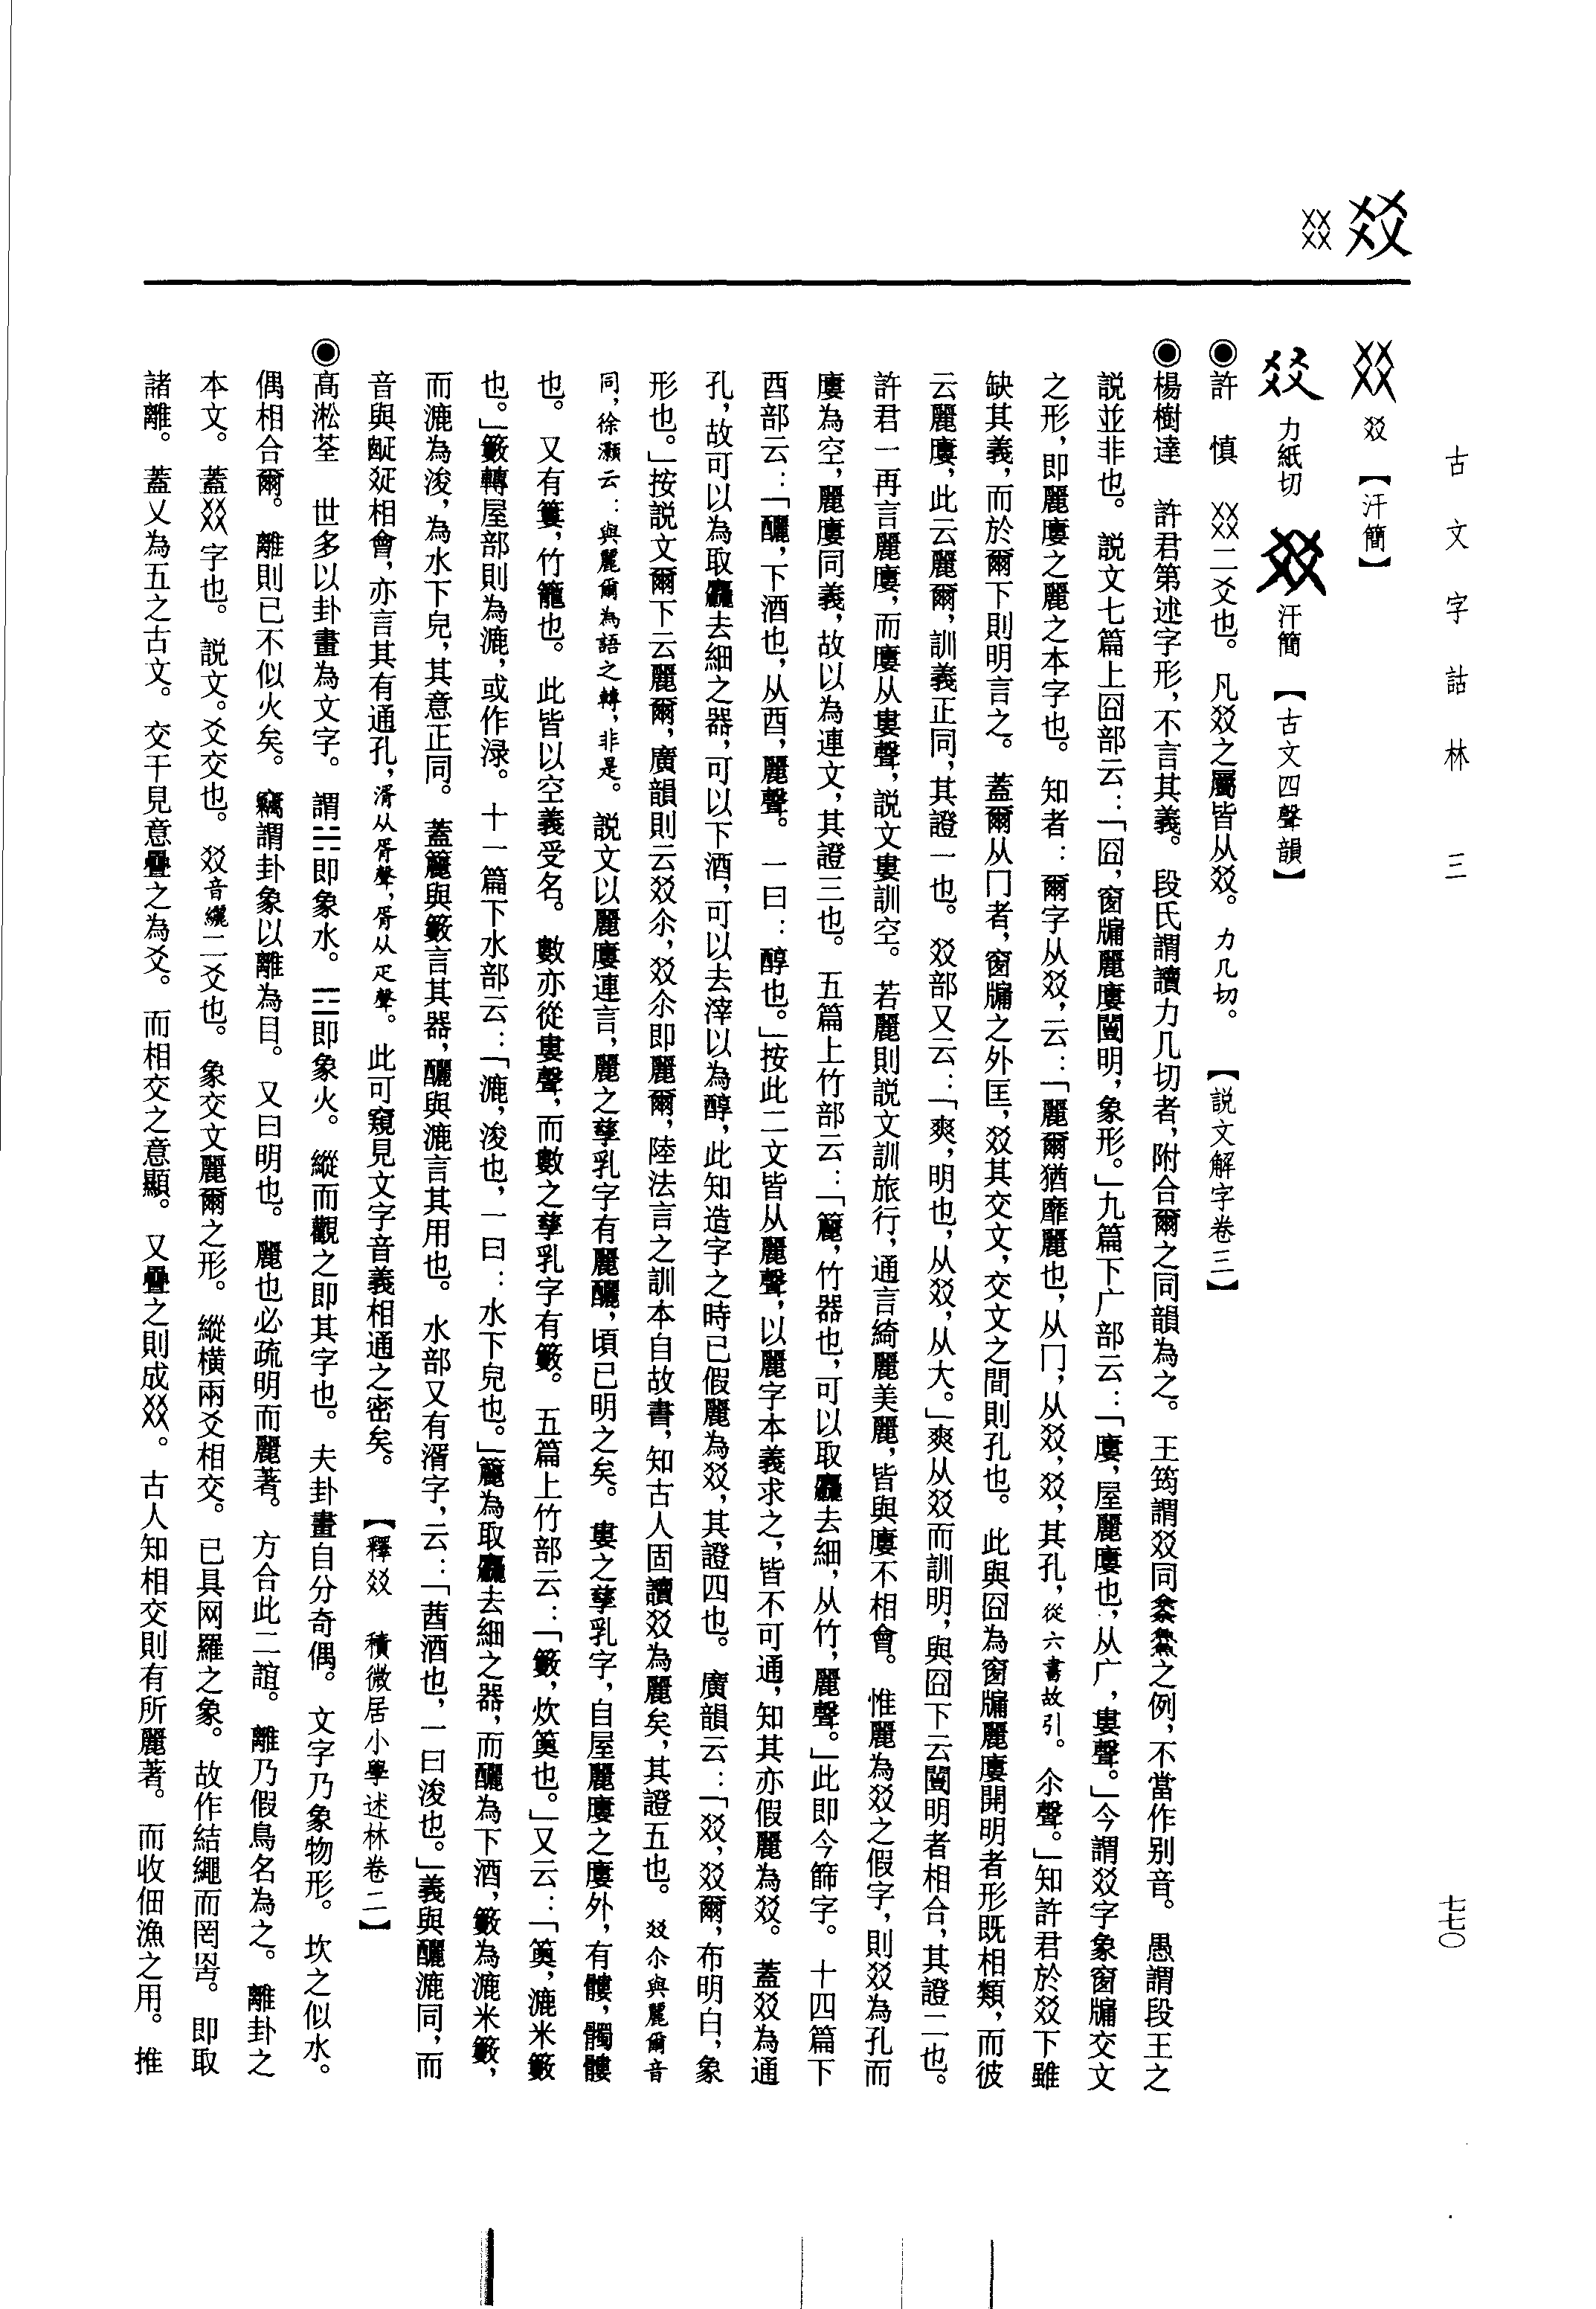 古文字詁林 三
七七〇
㸚
㸚 【汗簡】
㸚 力紙切 㸚 汗簡 【古文四聲韻】
◉許 慎 㸚二爻也。凡㸚之屬皆从㸚。力几切。 【説文解字卷三】
◉楊樹達 許君第述字形,不言其義。段氏謂讀力几切者,附合爾之同韻為之。王筠謂㸚同灥䲆之例,不當作别音。愚謂段王之
説並非也。説文七篇上囧部云:「囧,窗牖麗廔闓明,象形。」九篇下广部云:「廔,屋麗廔也,从广,婁聲。」今謂㸚字象窗牖交文
之形,即麗廔之麗之本字也。知者:爾字从㸚,云:「麗爾猶靡麗也,从冂,从㸚,㸚,其孔,從六書故引。尒聲。」知許君於㸚下雖
缺其義,而於爾下則明言之。蓋爾从冂者,窗牖之外匡,㸚其交文,交文之間則孔也。此與囧為窗牖麗廔開明者形既相類,而彼
云麗廔,此云麗爾,訓義正同,其證一也。㸚部又云:「爽,明也,从㸚,从大。」爽从㸚而訓明,與囧下云闓明者相合,其證二也。
許君一再言麗廔,而廔从婁聲,説文婁訓空。若麗則説文訓旅行,通言綺麗美麗,皆與廔不相會。惟麗為㸚之假字,則㸚為孔而
廔為空,麗廔同義,故以為連文,其證三也。五篇上竹部云:「籭,竹器也,可以取麤去細,从竹,麗聲。」此即今篩字。十四篇下
酉部云:「釃,下酒也,从酉,麗聲。一曰:醇也。」按此二文皆从麗聲,以麗字本義求之,皆不可通,知其亦假麗為㸚。蓋㸚為通
孔,故可以為取麤去細之器,可以下酒,可以去滓以為醇,此知造字之時已假麗為㸚,其證四也。廣韻云:「㸚,㸚爾,布明白,象
形也。」按説文爾下云麗爾,廣韻則云㸚尒,㸚尒即麗爾,陸法言之訓本自故書,知古人固讀㸚為麗矣,其證五也。㸚尒與麗爾音
同,徐灝云:與麗爾為語之轉,非是。説文以麗廔連言,麗之孳乳字有麗釃,頃已明之矣。婁之孳乳字,自屋麗廔之廔外,有髏,髑髏
也。又有簍,竹籠也。此皆以空義受名。數亦從婁聲,而數之孳乳字有籔。五篇上竹部云:「籔,炊䉛也。」又云:「䉛,漉米籔
也。」籔轉屋部則為漉,或作渌。十一篇下水部云:「漉,浚也,一曰:水下皃也。」籭為取麤去細之器,而釃為下酒,籔為漉米籔,
而漉為浚,為水下皃,其意正同。蓋籭與籔言其器,釃與漉言其用也。水部又有湑字,云:「莤酒也,一曰浚也。」義與釃漉同,而
音與𤴙𤕟相會,亦言其有通孔,湑从胥聲,胥从疋聲。此可窺見文字音義相通之密矣。 【釋㸚 積微居小學述林卷二】
◉高淞荃 世多以卦畫為文字。謂☵即象水。☲即象火。縱而觀之即其字也。夫卦畫自分奇偶。文字乃象物形。坎之似水。
偶相合爾。離則已不似火矣。竊謂卦象以離為目。又曰明也。麗也必疏明而麗著。方合此二誼。離乃假鳥名為之。離卦之
本文。蓋㸚字也。説文。爻交也。㸚音纚二爻也。象交文麗爾之形。縱横兩爻相交。已具网羅之象。故作結繩而罔罟。即取
諸離。蓋乂為五之古文。交午見意疊之為爻。而相交之意顯。又疊之則成㸚。古人知相交則有所麗著。而收佃漁之用。推